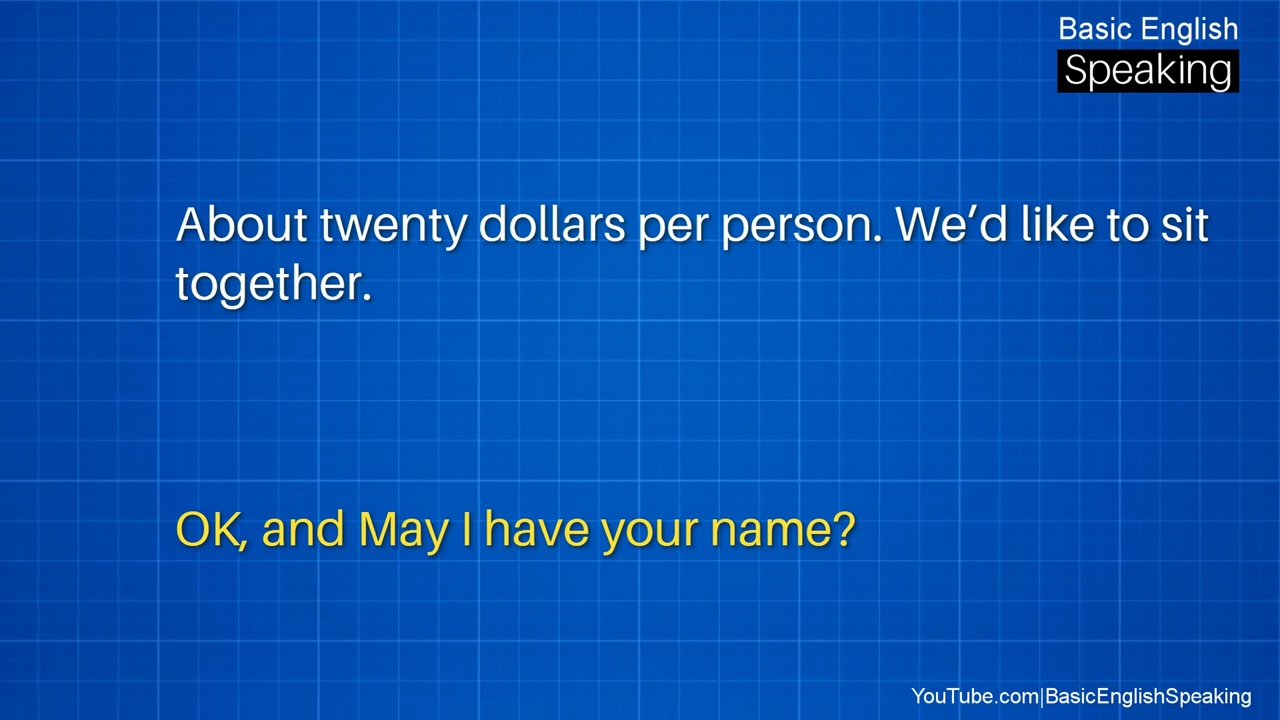 Basic English
Speaking
About twenty dollars per person. We’d like to sit
together.
OK, and May I have your name?
YouTube.com|BasicEnglishSpeaking